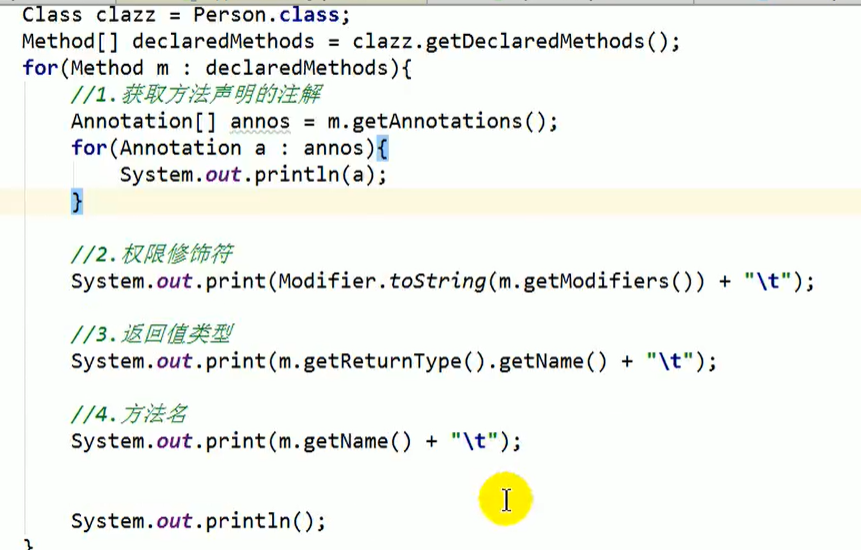 Class clazz = Person.class;
Method[] declaredMethods = clazz.getDeclaredMethods();
for(Method m : declaredMethods){
//1.获取方法声明的注解
Annotation[] annos = m.getAnnotations();
for(Annotation a : annos){
System.out.println(a);
}
//2.权限修饰符
System.out.print(Modifier.toString(m.getModifiers()) + "\t");
//3.返回值类型
System.out.print(m.getReturnType().getName() + "\t");
//4.方法名
System.out.print(m.getName() + "\t");
System.out.println();
}